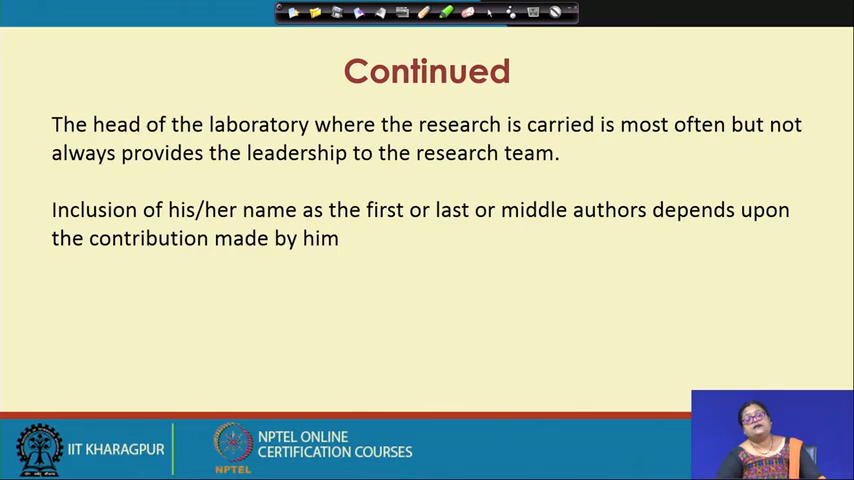 Continued
The head of the laboratory where the research is carried is most often but not
always provides the leadership to the research team.
Inclusion of his/her name as the first or last or middle authors depends upon
the contribution made by him
IIT KHARAGPUR
NPTEL
NPTEL ONLINE
CERTIFICATION COURSES